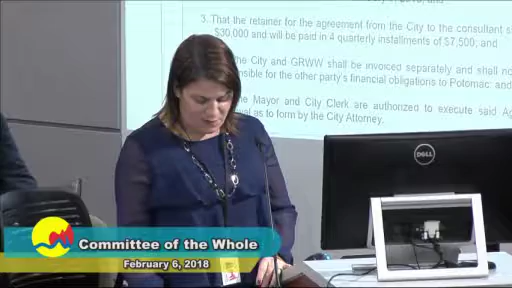 3. That the retainer for the agreement from the City to the consultant s
$30,000 and will be paid in 4 quarterly installments of $7,500, and
e City and GRWW shall be invoiced separately and shall no
nsible for the other party's financial obligations to Potomac: and
e Mayor and City Clerk are authorized to execute said Ag
val as to form by the City Attorney.
DELL
Committee of the Whole
February 6, 2018